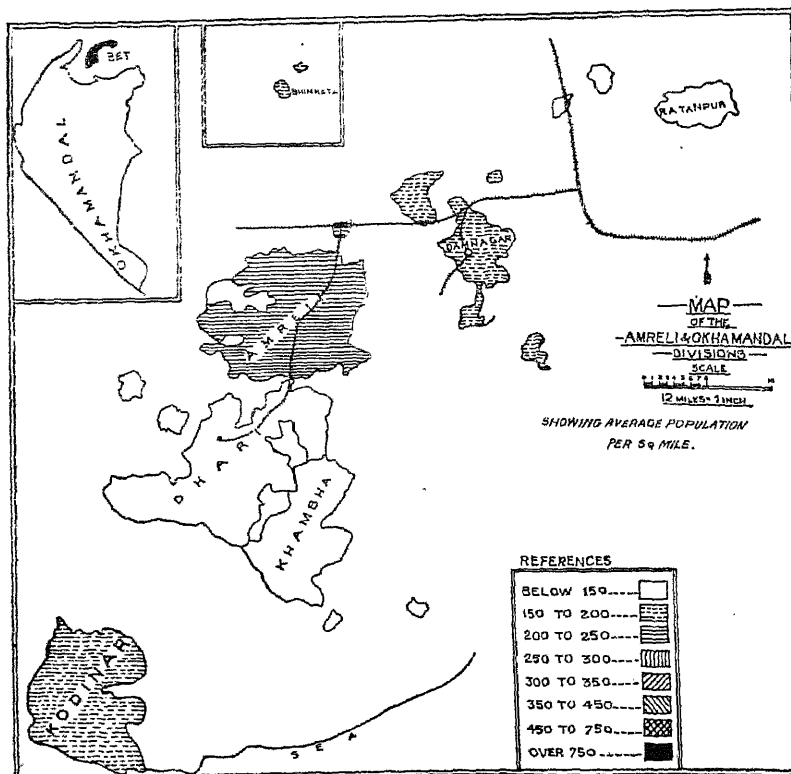 BET
OKHAMANDAL
BHIMKATA
RATANPUR
DAMNAGAR
AMRELI
DHARI
KHAMBHA
KODINAR
SEA
MAP
OF THE
AMRELI & OKHAMANDAL
DIVISIONS
SCALE
12 MILES = 1 INCH
SHOWING AVERAGE POPULATION
PER SQ MILE.
REFERENCES
BELOW 150
150 TO 200
200 TO 250
250 TO 300
300 TO 350
350 TO 450
450 TO 750
OVER 750